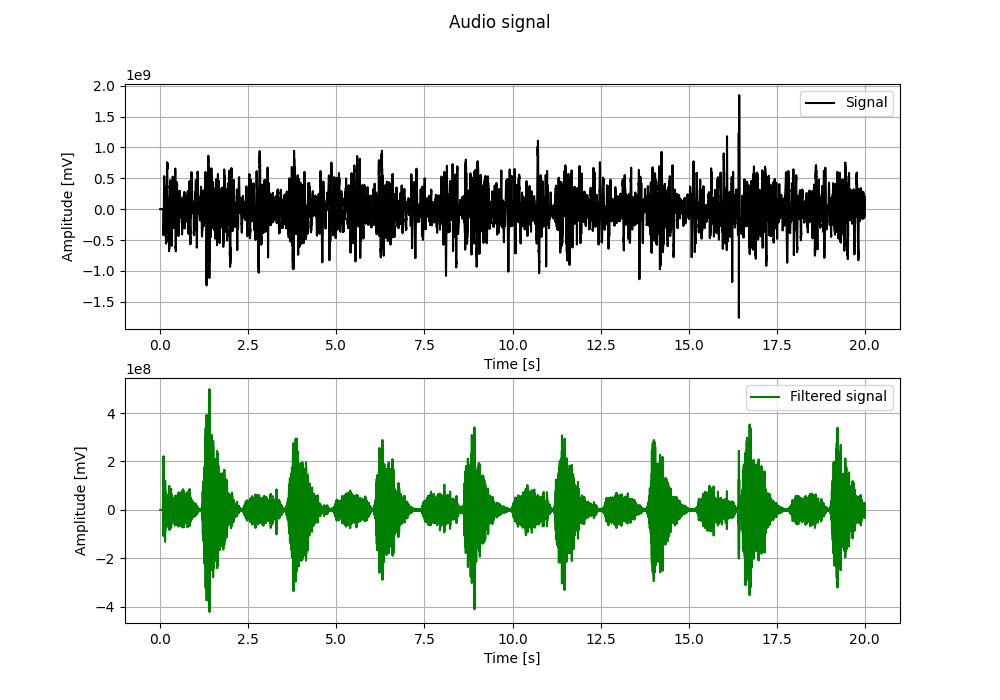 Audio signal
1e9
2.0
1.5
1.0
0.5
0.0
−0.5
−1.0
−1.5
Amplitude [mV]
Signal
0.0 2.5 5.0 7.5 10.0 12.5 15.0 17.5 20.0
Time [s]
1e8
4
2
0
−2
−4
Amplitude [mV]
Filtered signal
0.0 2.5 5.0 7.5 10.0 12.5 15.0 17.5 20.0
Time [s]